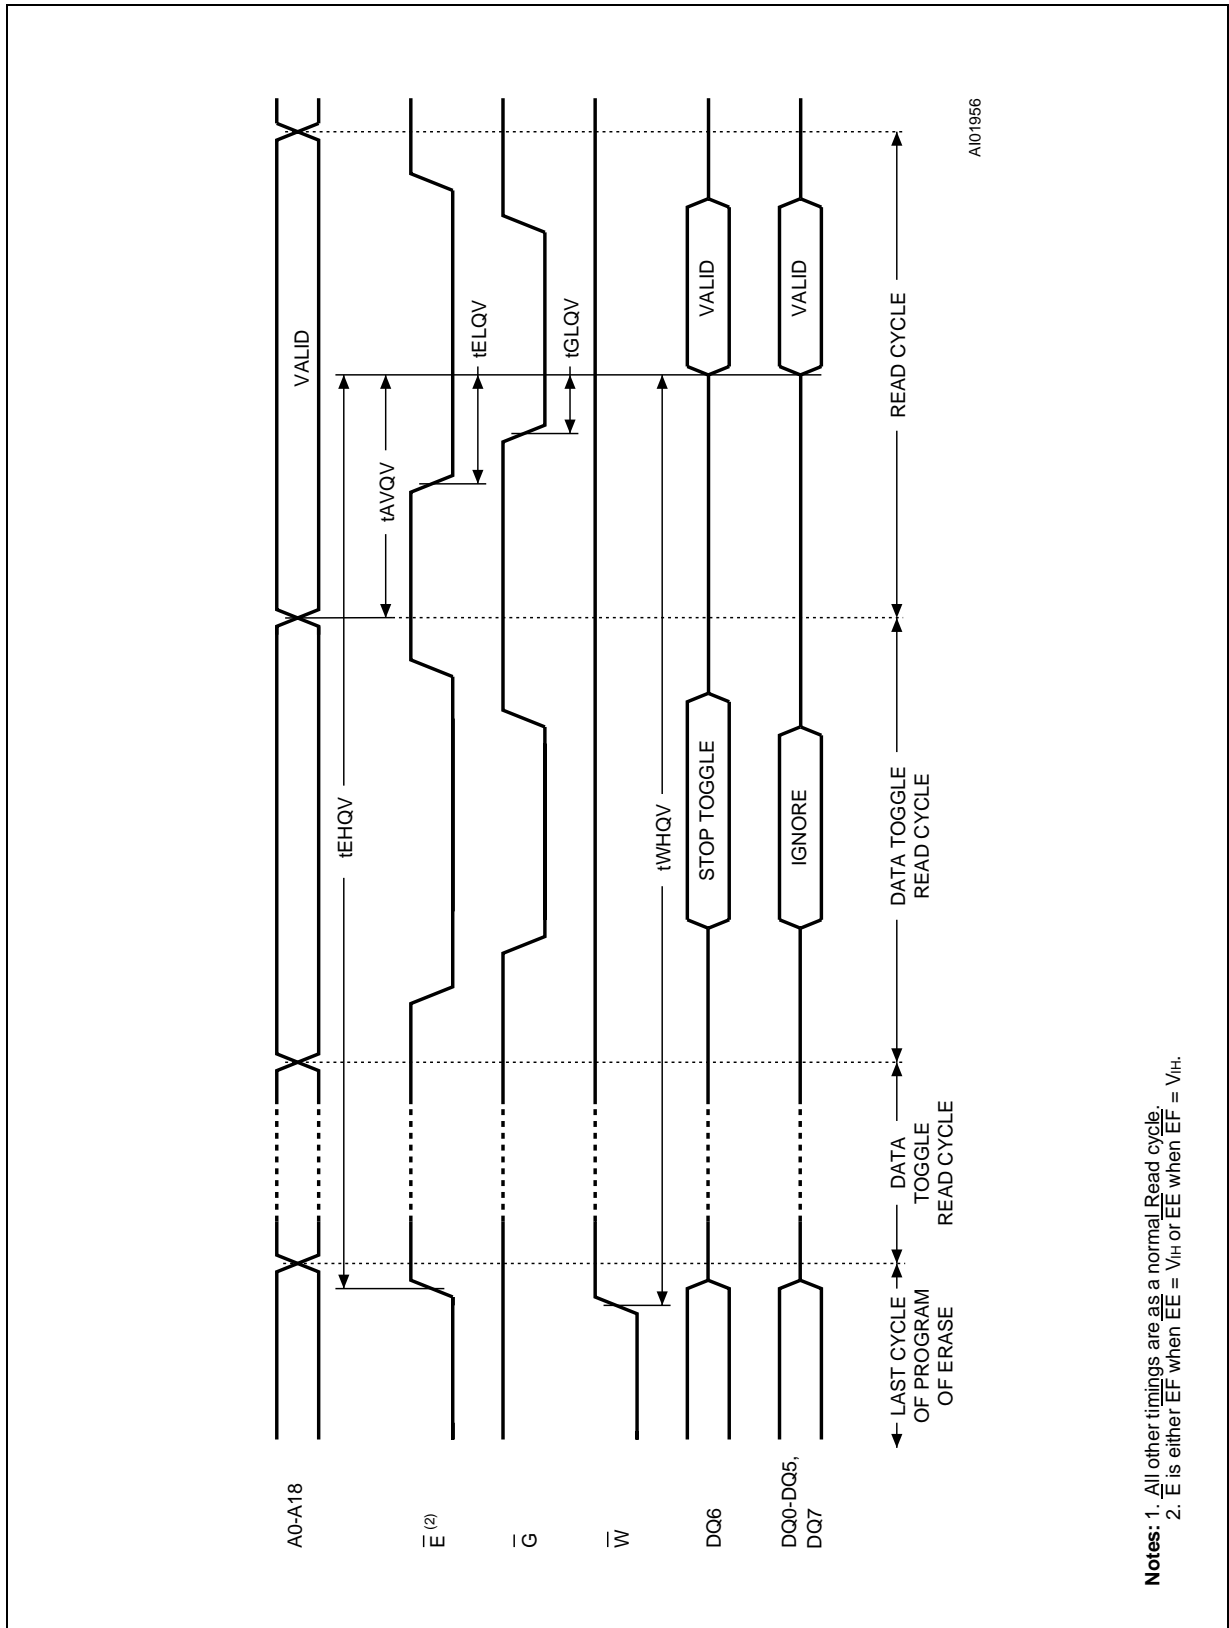 A0-A18
VALID
tEHQV
tAVQV
E (2)
tELQV
G
tGLQV
W
tWHQV
DQ6
STOP TOGGLE
VALID
DQ0-DQ5,
DQ7
IGNORE
VALID
LAST CYCLE
OF PROGRAM
OF ERASE
DATA
TOGGLE
READ CYCLE
DATA TOGGLE
READ CYCLE
READ CYCLE
AI01956
Notes: 1. All other timings are as a normal Read cycle.
2. E is either EF when EE = VIH or EE when EF = VIH.